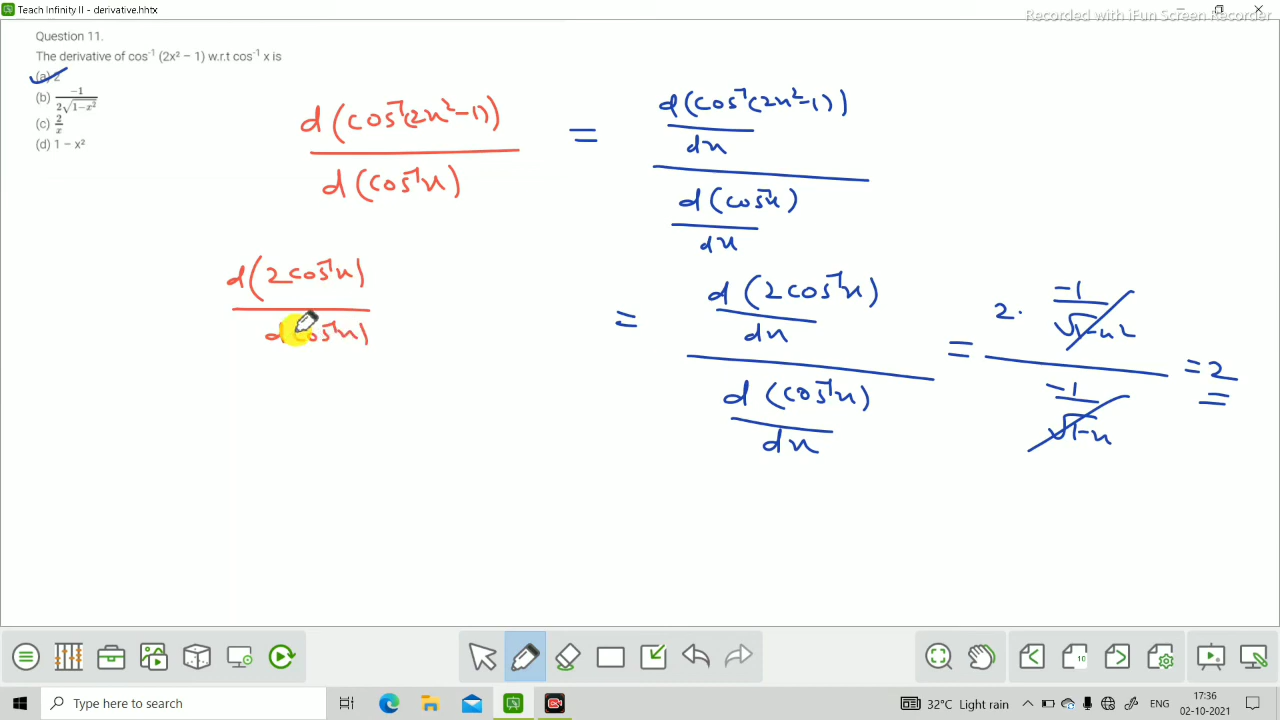 Teach Infinity II - derivative.hhtx
Recorded with iFun Screen Recorder
Question 11.
The derivative of cos⁻¹ (2x² – 1) w.r.t cos⁻¹ x is
(a) 2
(b) -1 / 2√1-x²
(c) 2/x
(d) 1 – x²
d(cos⁻¹(2x²-1)) / d(cos⁻¹x) = d(cos⁻¹(2x²-1))/dx / d(cos⁻¹x)/dx
d(2cos⁻¹x) / d cos⁻¹x)
= d(2cos⁻¹x)/dx / d(cos⁻¹x)/dx = 2. -1/√1-x² / -1/√1-x = 2
10
Type here to search
32°C Light rain
ENG
17:36
02-10-2021